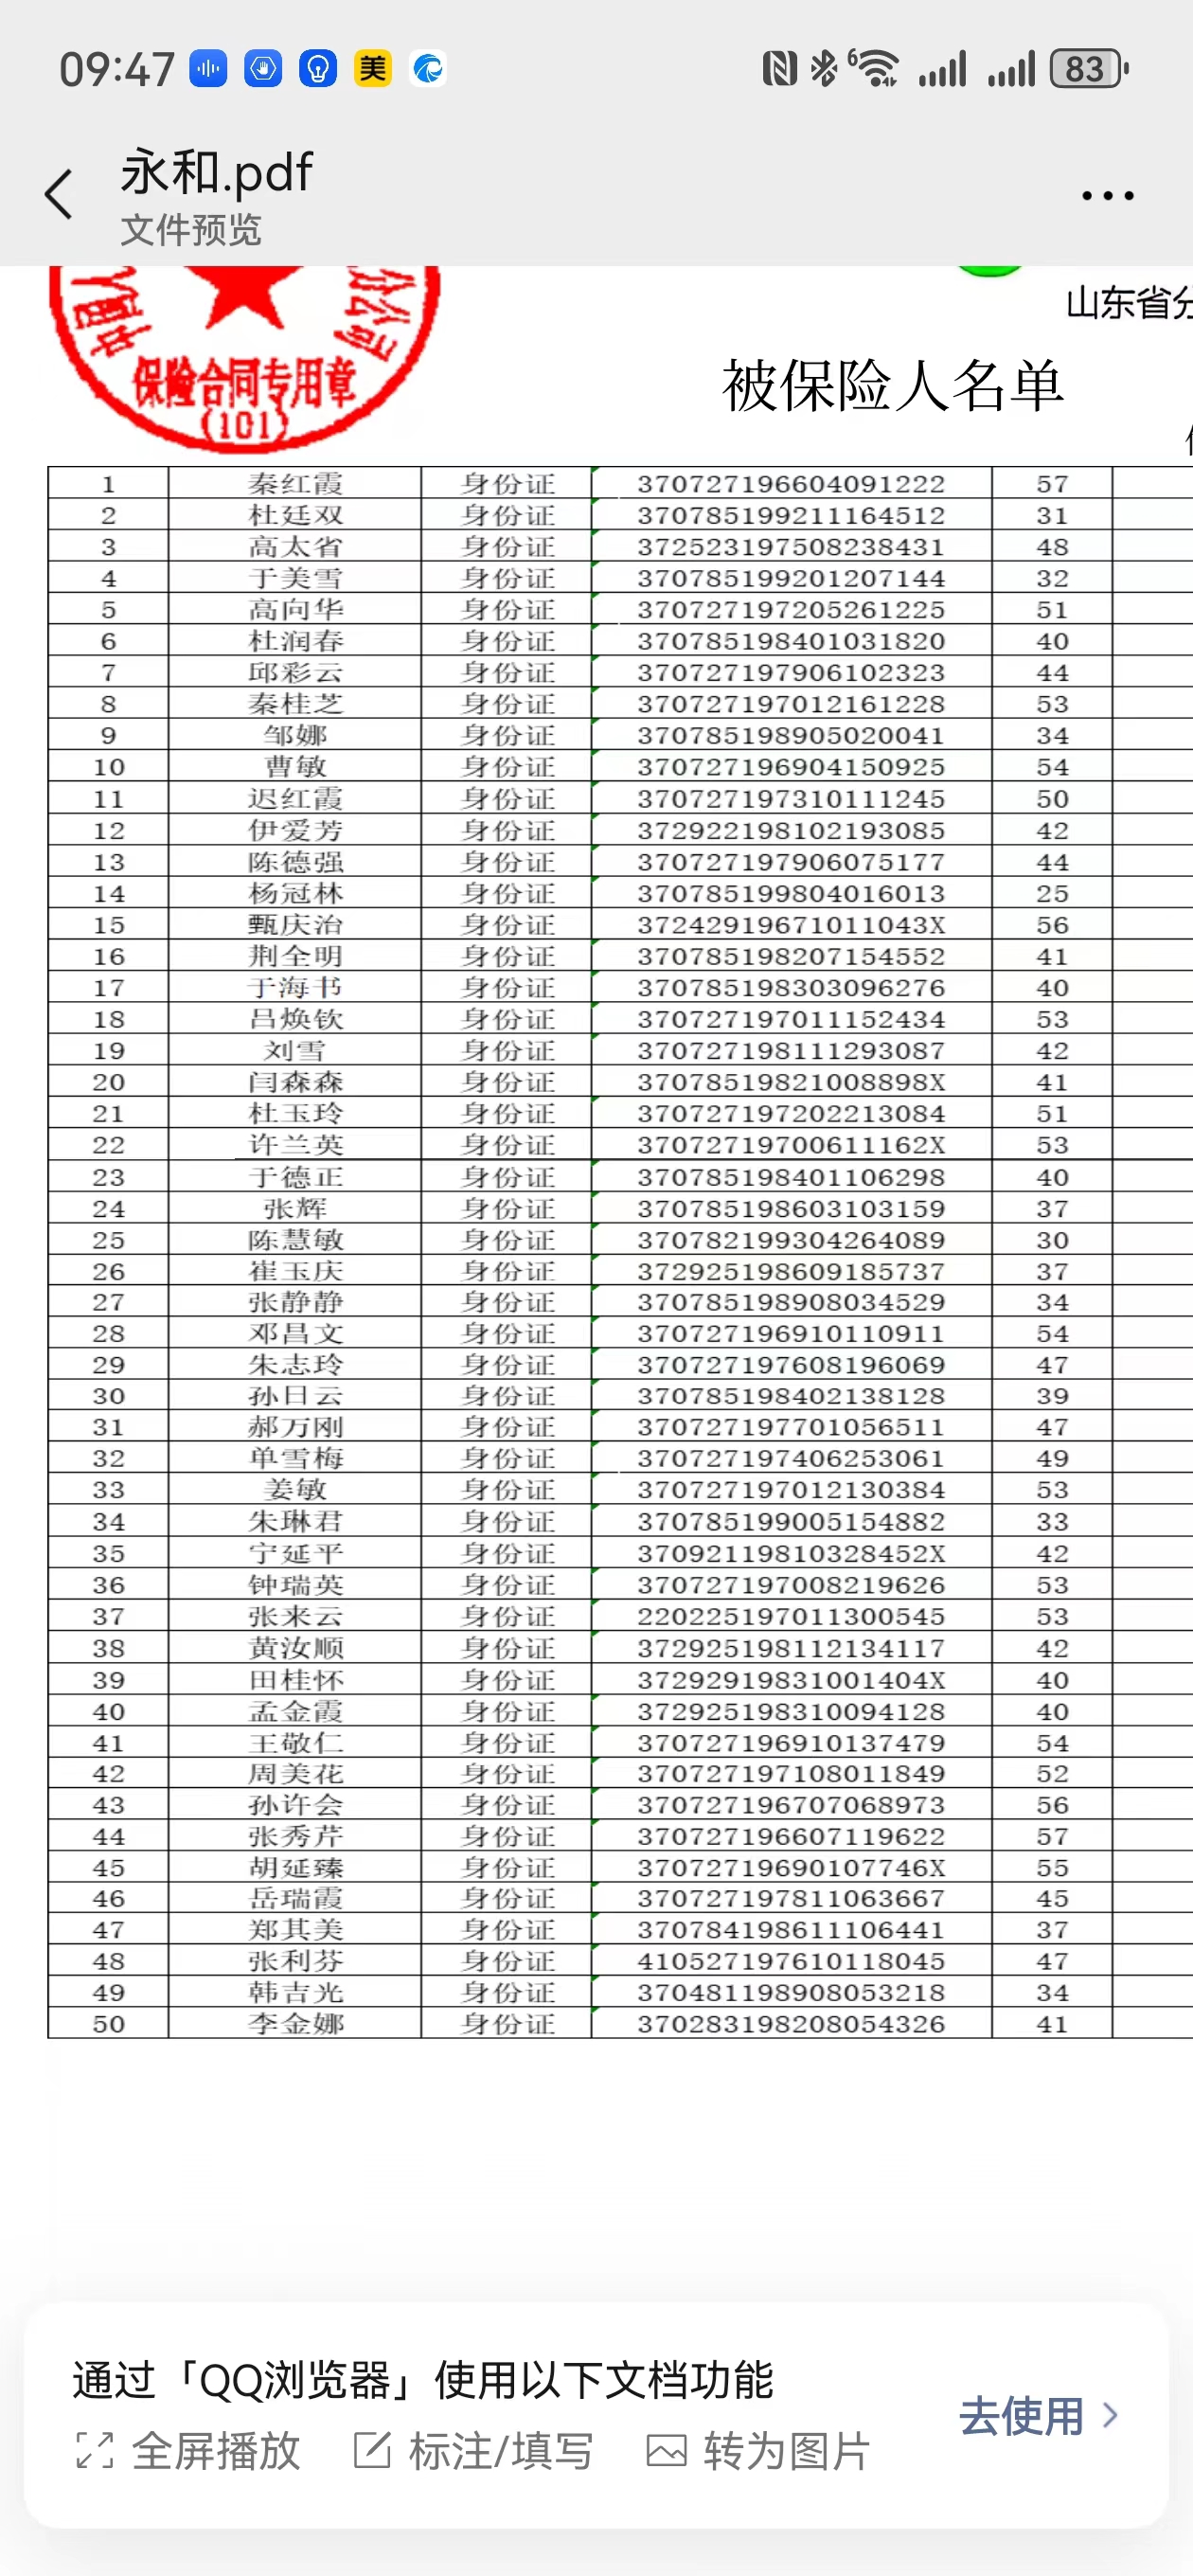 09:47
美
6
83
永和.pdf
文件预览
中国
份公司
保险合同专用章
(101)
山东省分
被保险人名单
1 秦红霞 身份证 370727196604091222 57
2 杜廷双 身份证 370785199211164512 31
3 高太省 身份证 372523197508238431 48
4 于美雪 身份证 370785199201207144 32
5 高向华 身份证 370727197205261225 51
6 杜润春 身份证 370785198401031820 40
7 邱彩云 身份证 370727197906102323 44
8 秦桂芝 身份证 370727197012161228 53
9 邹娜 身份证 370785198905020041 34
10 曹敏 身份证 370727196904150925 54
11 迟红霞 身份证 370727197310111245 50
12 伊爱芳 身份证 372922198102193085 42
13 陈德强 身份证 370727197906075177 44
14 杨冠林 身份证 370785199804016013 25
15 甄庆治 身份证 37242919671011043X 56
16 荆全明 身份证 370785198207154552 41
17 于海书 身份证 370785198303096276 40
18 吕焕钦 身份证 370727197011152434 53
19 刘雪 身份证 370727198111293087 42
20 闫森森 身份证 37078519821008898X 41
21 杜玉玲 身份证 370727197202213084 51
22 许兰英 身份证 37072719700611162X 53
23 于德正 身份证 370785198401106298 40
24 张辉 身份证 370785198603103159 37
25 陈慧敏 身份证 370782199304264089 30
26 崔玉庆 身份证 372925198609185737 37
27 张静静 身份证 370785198908034529 34
28 邓昌文 身份证 370727196910110911 54
29 朱志玲 身份证 370727197608196069 47
30 孙日云 身份证 370785198402138128 39
31 郝万刚 身份证 370727197701056511 47
32 单雪梅 身份证 370727197406253061 49
33 姜敏 身份证 370727197012130384 53
34 朱琳君 身份证 370785199005154882 33
35 宁延平 身份证 37092119810328452X 42
36 钟瑞英 身份证 370727197008219626 53
37 张来云 身份证 220225197011300545 53
38 黄汝顺 身份证 372925198112134117 42
39 田桂怀 身份证 37292919831001404X 40
40 孟金霞 身份证 372925198310094128 40
41 王敬仁 身份证 370727196910137479 54
42 周美花 身份证 370727197108011849 52
43 孙许会 身份证 370727196707068973 56
44 张秀芹 身份证 370727196607119622 57
45 胡延臻 身份证 37072719690107746X 55
46 岳瑞霞 身份证 370727197811063667 45
47 郑其美 身份证 370784198611106441 37
48 张利芬 身份证 410527197610118045 47
49 韩吉光 身份证 370481198908053218 34
50 李金娜 身份证 370283198208054326 41
通过「QQ浏览器」使用以下文档功能
去使用
全屏播放 标注/填写 转为图片